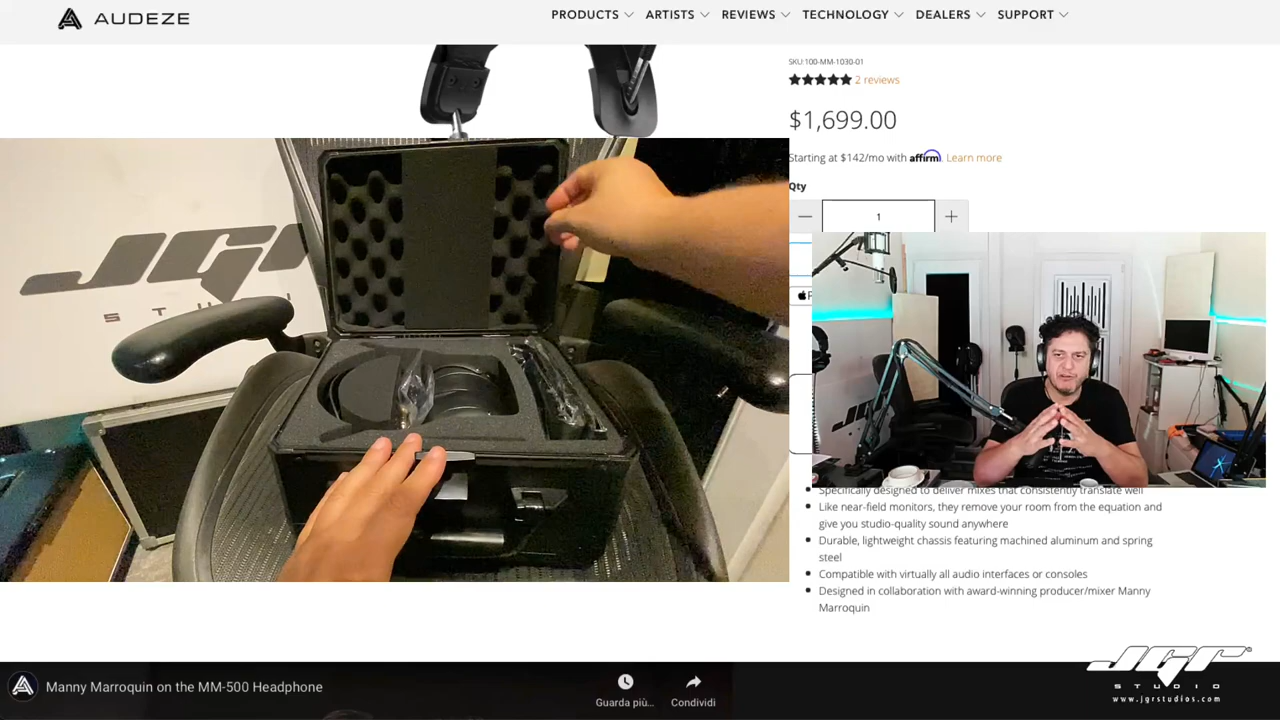 AUDEZE
PRODUCTS
ARTISTS
REVIEWS
TECHNOLOGY
DEALERS
SUPPORT
SKU:100-MM-1030-01
2 reviews
$1,699.00
Starting at $142/mo with affirm. Learn more
Qty
1
JGR
STUDI
Specifically designed to deliver mixes that consistently translate well
Like near-field monitors, they remove your room from the equation and
give you studio-quality sound anywhere
Durable, lightweight chassis featuring machined aluminum and spring
steel
Compatible with virtually all audio interfaces or consoles
Designed in collaboration with award-winning producer/mixer Manny
Marroquin
Manny Marroquin on the MM-500 Headphone
Guarda più...
Condividi
JGR
STUDIO
www.jgrstudios.com